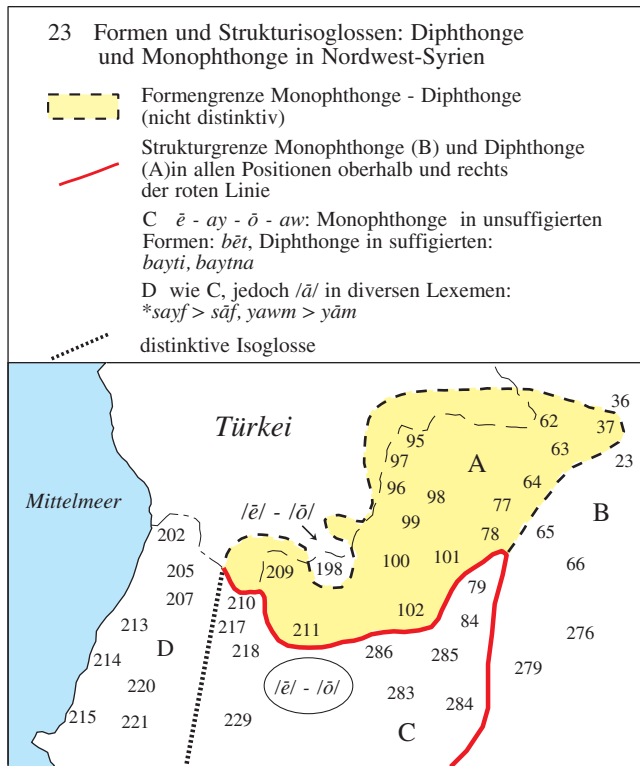 23 Formen und Strukturisoglossen: Diphthonge
und Monophthonge in Nordwest-Syrien
Formengrenze Monophthonge - Diphthonge
(nicht distinktiv)
Strukturgrenze Monophthonge (B) und Diphthonge
(A)in allen Positionen oberhalb und rechts
der roten Linie
C ē - ay - ō - aw: Monophthonge in unsuffigierten
Formen: bēt, Diphthonge in suffigierten:
bayti, baytna
D wie C, jedoch /ā/ in diversen Lexemen:
*sayf > sāf, yawm > yām
distinktive Isoglosse
36
Türkei
62
37
95
63
23
97
A
Mittelmeer
96
98
64
77
B
/ē/ - /ō/
99
78
65
202
198
100
101
66
205
209
79
207
210
102
84
213
217
211
276
214
D
218
286
285
279
220
/ē/ - /ō/
283
284
215
221
229
C